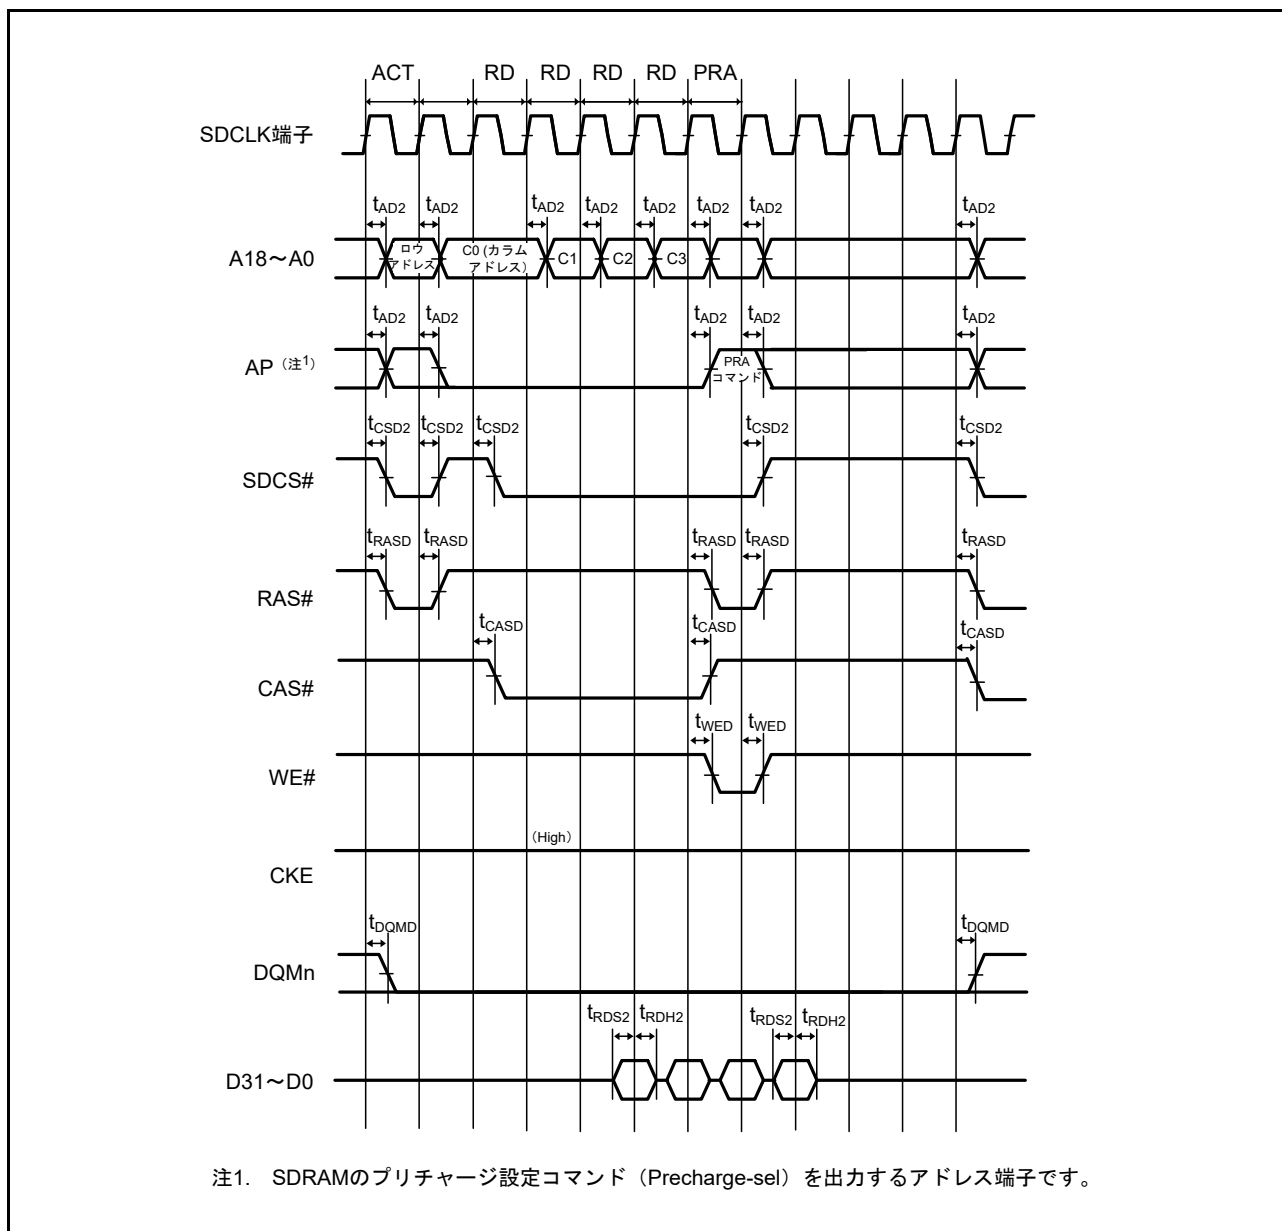 ACT RD RD RD RD PRA
SDCLK端子
tAD2 tAD2 tAD2 tAD2 tAD2 tAD2 tAD2 tAD2
A18～A0
ロウ
アドレス
C0 (カラム
アドレス）
C1 C2 C3
tAD2 tAD2 tAD2 tAD2 tAD2
AP（注1）
PRA
コマンド
tCSD2 tCSD2 tCSD2 tCSD2 tCSD2
SDCS#
tRASD tRASD tRASD tRASD tRASD
RAS#
tCASD tCASD tCASD
CAS#
tWED tWED
WE#
（High）
CKE
tDQMD tDQMD
DQMn
tRDS2 tRDH2 tRDS2 tRDH2
D31～D0
注1. SDRAMのプリチャージ設定コマンド（Precharge-sel）を出力するアドレス端子です。